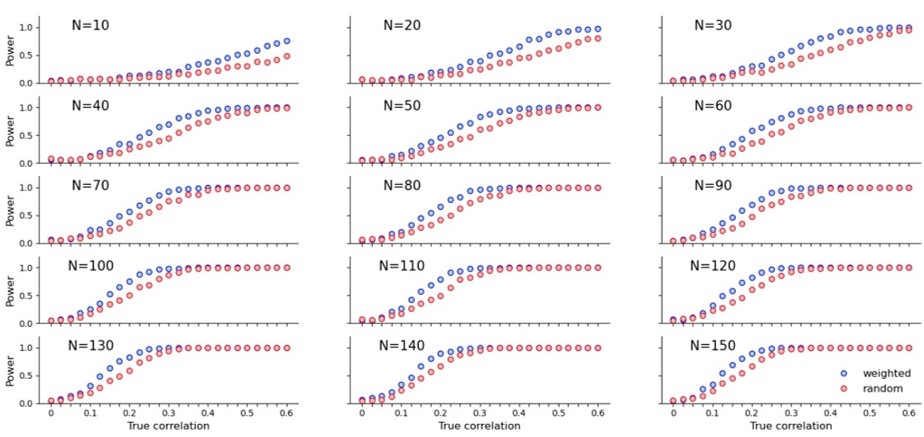 N=10
N=20
N=30
Power
1.0
0.5
0.0
N=40
N=50
N=60
Power
1.0
0.5
0.0
N=70
N=80
N=90
Power
1.0
0.5
0.0
N=100
N=110
N=120
Power
1.0
0.5
0.0
N=130
N=140
N=150
Power
1.0
0.5
0.0
weighted
random
0 0.1 0.2 0.3 0.4 0.5 0.6
0 0.1 0.2 0.3 0.4 0.5 0.6
0 0.1 0.2 0.3 0.4 0.5 0.6
True correlation
True correlation
True correlation